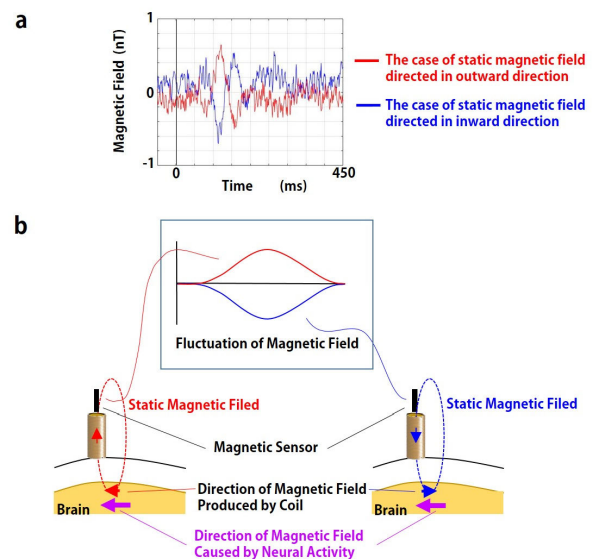 a
1
0
-1
Magnetic Field (nT)
0
450
Time (ms)
The case of static magnetic field
directed in outward direction
The case of static magnetic field
directed in inward direction
b
Fluctuation of Magnetic Field
Static Magnetic Filed
Static Magnetic Filed
Magnetic Sensor
Direction of Magnetic Field
Produced by Coil
Brain
Brain
Direction of Magnetic Field
Caused by Neural Activity